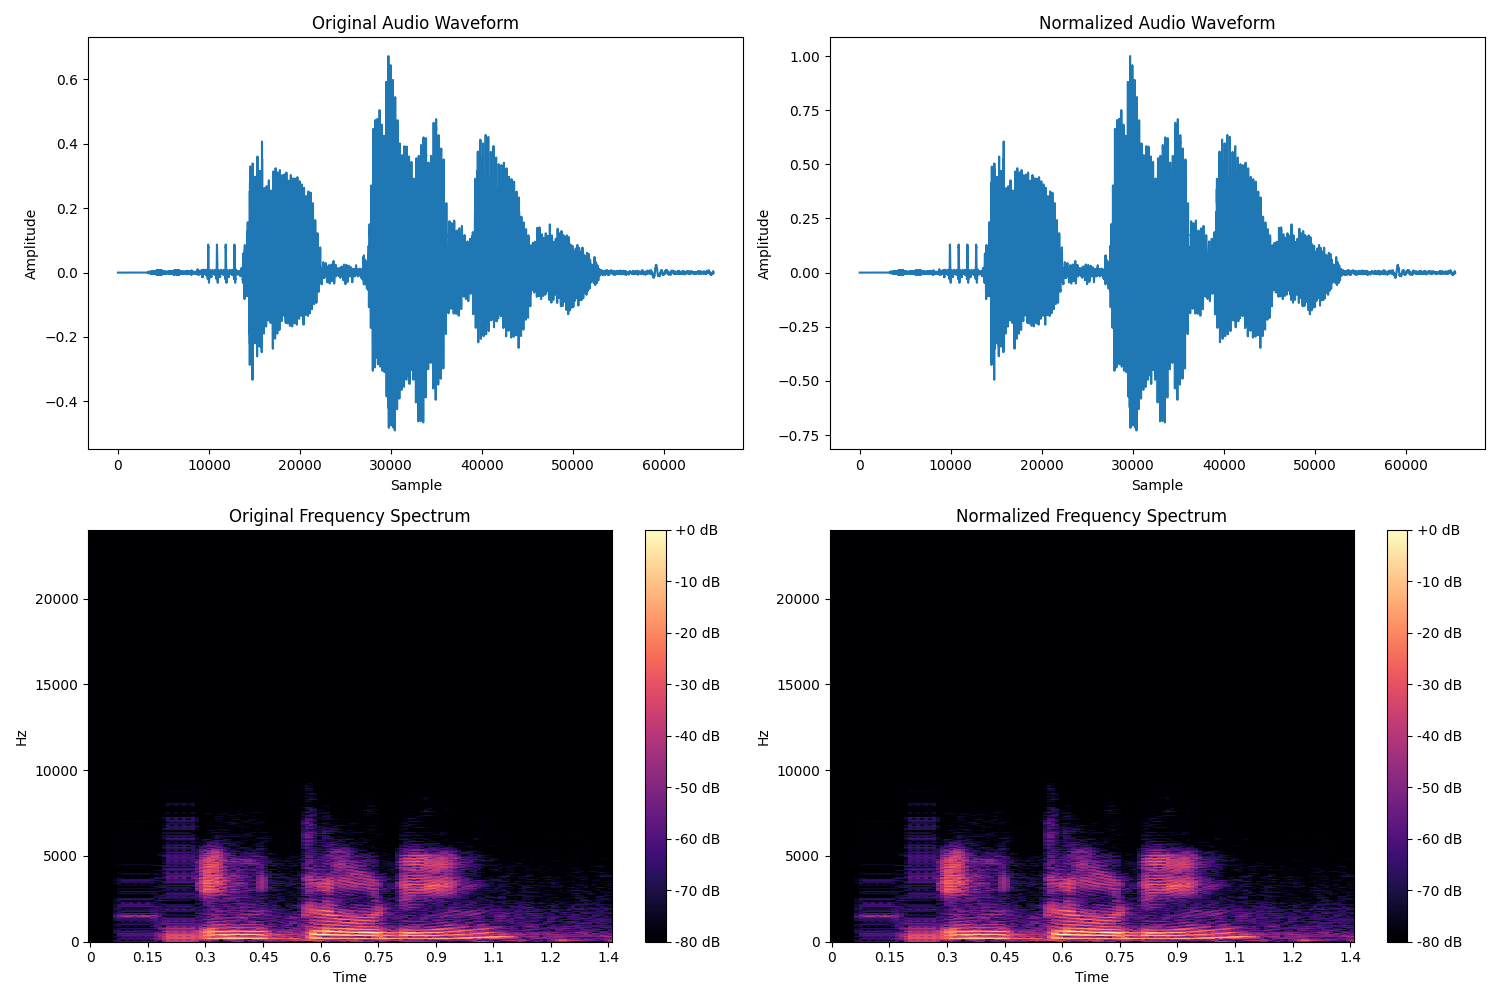 Original Audio Waveform
Normalized Audio Waveform
0.6
0.4
0.2
0.0
−0.2
−0.4
Amplitude
0
10000
20000
30000
40000
50000
60000
Sample
1.00
0.75
0.50
0.25
0.00
−0.25
−0.50
−0.75
Amplitude
0
10000
20000
30000
40000
50000
60000
Sample
Original Frequency Spectrum
Normalized Frequency Spectrum
20000
15000
10000
5000
0
Hz
0
0.15
0.3
0.45
0.6
0.75
0.9
1.1
1.2
1.4
Time
+0 dB
-10 dB
-20 dB
-30 dB
-40 dB
-50 dB
-60 dB
-70 dB
-80 dB
20000
15000
10000
5000
0
Hz
0
0.15
0.3
0.45
0.6
0.75
0.9
1.1
1.2
1.4
Time
+0 dB
-10 dB
-20 dB
-30 dB
-40 dB
-50 dB
-60 dB
-70 dB
-80 dB